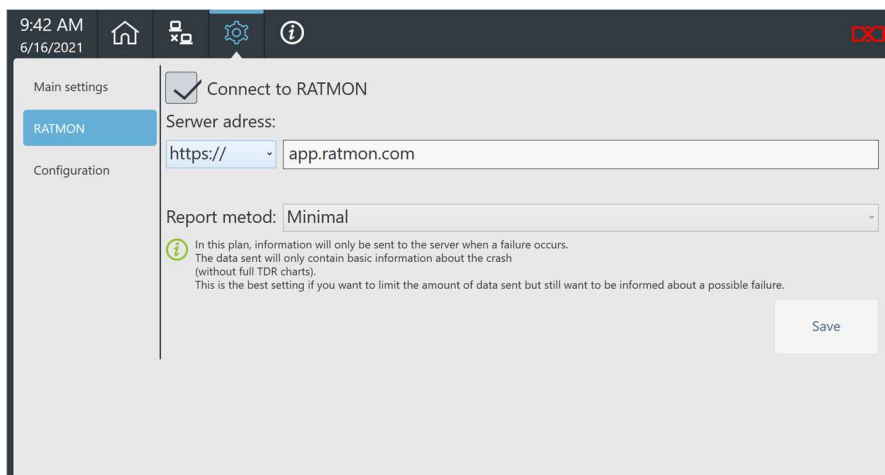 9:42 AM
6/16/2021
Main settings
RATMON
Configuration
Connect to RATMON
Serwer adress:
https://
app.ratmon.com
Report metod: Minimal
In this plan, information will only be sent to the server when a failure occurs.
The data sent will only contain basic information about the crash
(without full TDR charts).
This is the best setting if you want to limit the amount of data sent but still want to be informed about a possible failure.
Save